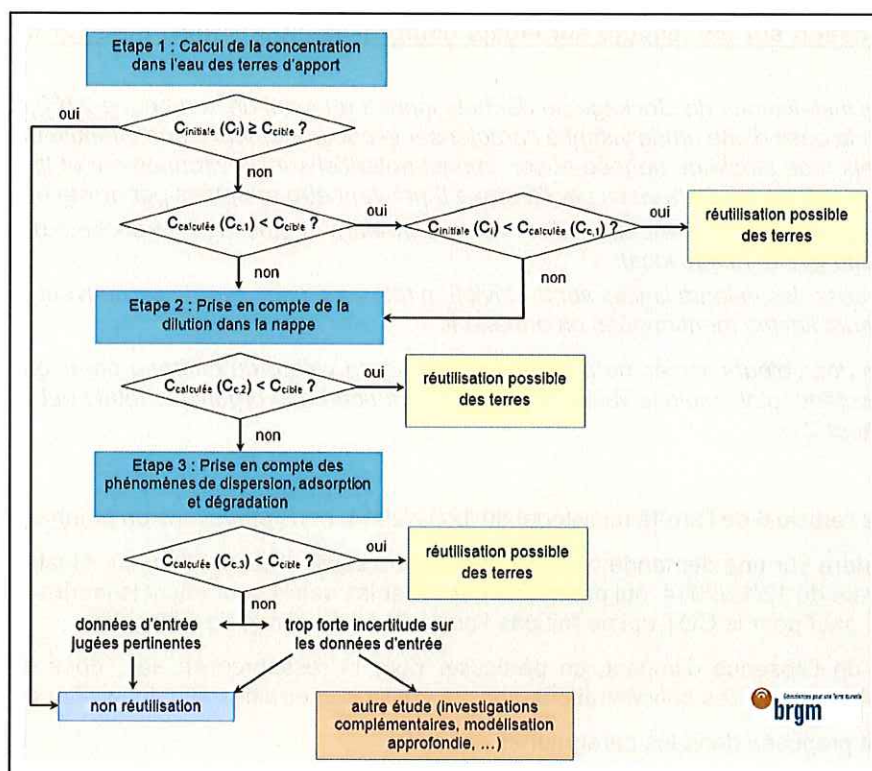 Etape 1 : Calcul de la concentration
dans l'eau des terres d'apport
oui
Cinitiale (Ci) ≥ Ccible ?
non
Ccalculée (Cc,1) < Ccible ?
oui
Cinitiale (Ci) < Ccalculée (Cc,1) ?
oui
réutilisation possible
des terres
non
non
Etape 2 : Prise en compte de la
dilution dans la nappe
Ccalculée (Cc,2) < Ccible ?
oui
réutilisation possible
des terres
non
Etape 3 : Prise en compte des
phénomènes de dispersion, adsorption
et dégradation
Ccalculée (Cc,3) ≤ Ccible ?
oui
réutilisation possible
des terres
non
données d'entrée
jugées pertinentes
trop forte incertitude sur
les données d'entrée
non réutilisation
autre étude (investigations
complémentaires, modélisation
approfondie, …)
Géosciences pour une Terre durable
brgm